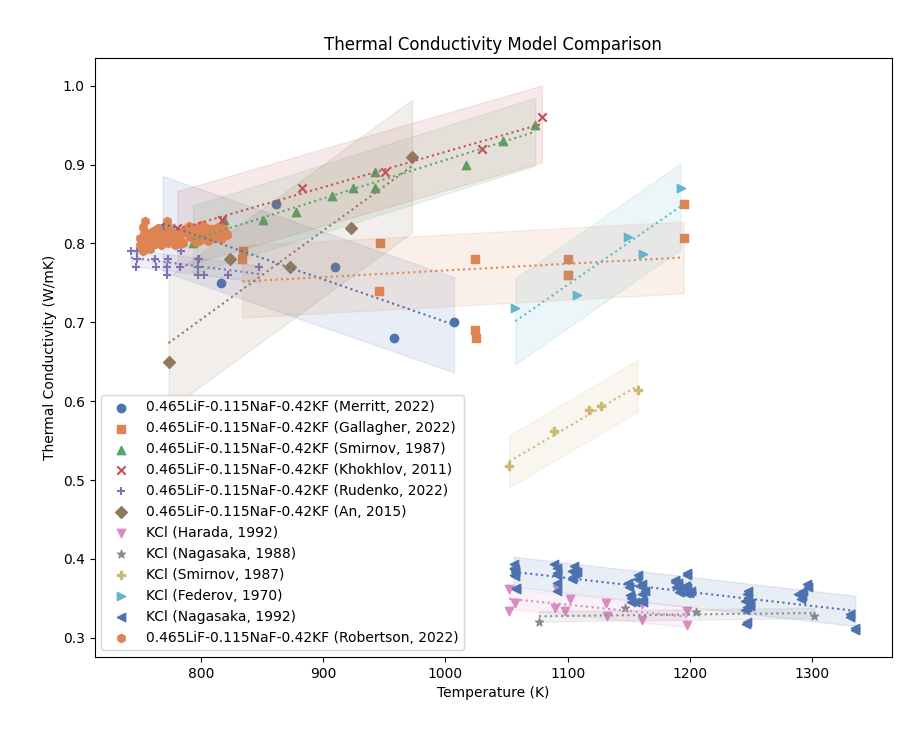 Thermal Conductivity Model Comparison
1.0
0.9
0.8
0.7
0.6
0.5
0.4
0.3
Thermal Conductivity (W/mK)
0.465LiF-0.115NaF-0.42KF (Merritt, 2022)
0.465LiF-0.115NaF-0.42KF (Gallagher, 2022)
0.465LiF-0.115NaF-0.42KF (Smirnov, 1987)
0.465LiF-0.115NaF-0.42KF (Khokhlov, 2011)
0.465LiF-0.115NaF-0.42KF (Rudenko, 2022)
0.465LiF-0.115NaF-0.42KF (An, 2015)
KCl (Harada, 1992)
KCl (Nagasaka, 1988)
KCl (Smirnov, 1987)
KCl (Federov, 1970)
KCl (Nagasaka, 1992)
0.465LiF-0.115NaF-0.42KF (Robertson, 2022)
800 900 1000 1100 1200 1300
Temperature (K)